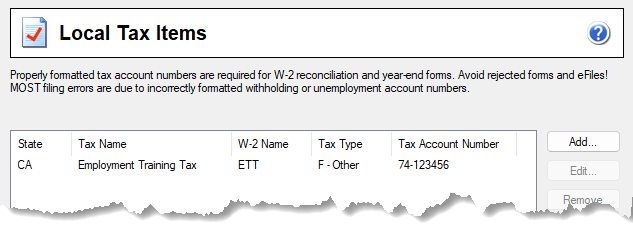 Local Tax Items
Properly formatted tax account numbers are required for W-2 reconciliation and year-end forms. Avoid rejected forms and eFiles!
MOST filing errors are due to incorrectly formatted withholding or unemployment account numbers.
State Tax Name W-2 Name Tax Type Tax Account Number
CA Employment Training Tax ETT F - Other 74-123456
Add...
Edit...
Remove